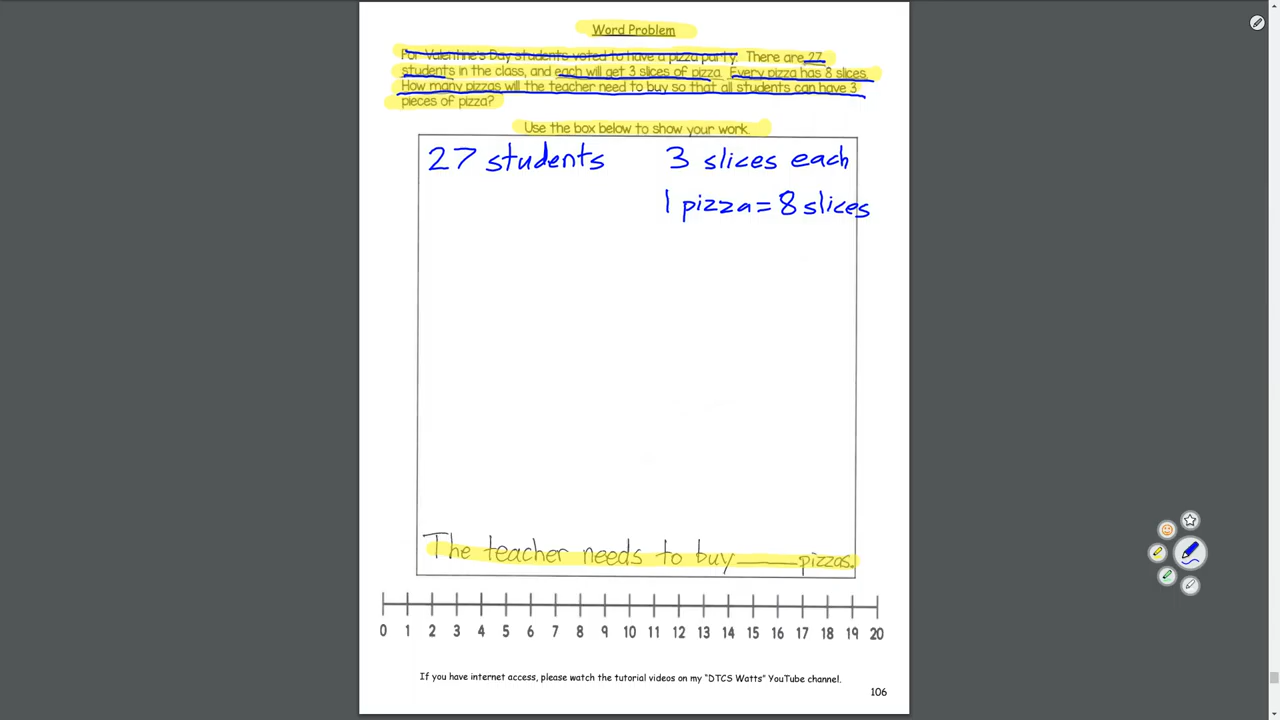 Word Problem
For Valentine's Day students voted to have a pizza party. There are 27
students in the class, and each will get 3 slices of pizza. Every pizza has 8 slices.
How many pizzas will the teacher need to buy so that all students can have 3
pieces of pizza?
Use the box below to show your work.
27 students 3 slices each
1 pizza = 8 slices
The teacher needs to buy ____ pizzas.
0 1 2 3 4 5 6 7 8 9 10 11 12 13 14 15 16 17 18 19 20
If you have internet access, please watch the tutorial videos on my "DTCS Watts" YouTube channel.
106